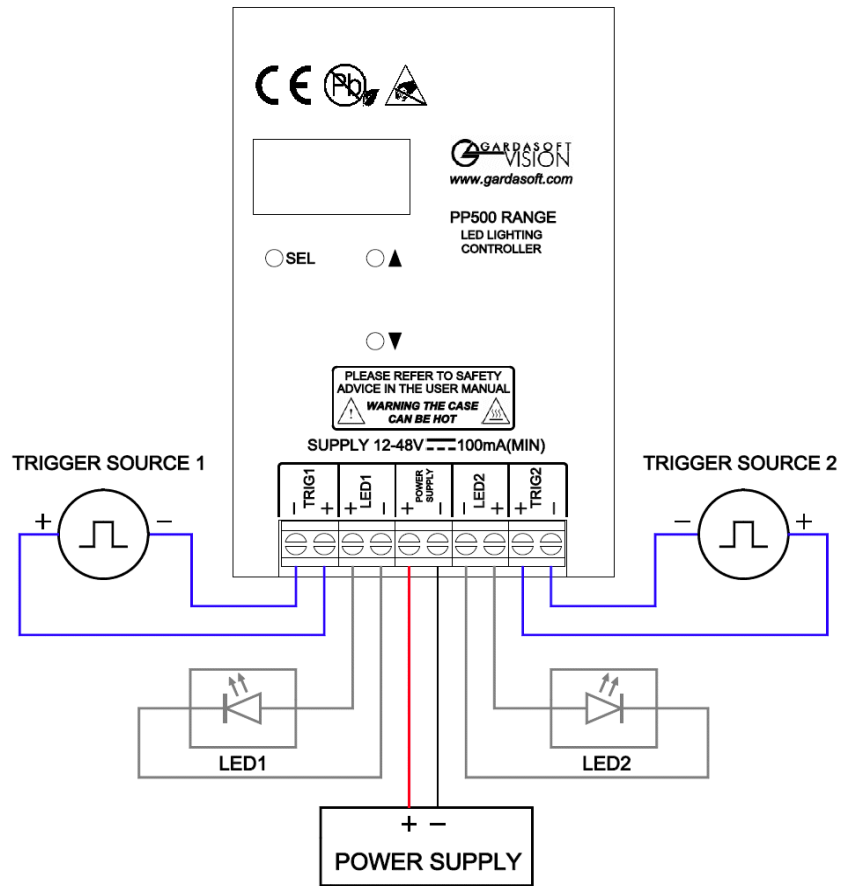 CE Pb
GARDASOFT
VISION
www.gardasoft.com
PP500 RANGE
LED LIGHTING
CONTROLLER
SEL
PLEASE REFER TO SAFETY
ADVICE IN THE USER MANUAL
! WARNING THE CASE
CAN BE HOT
SUPPLY 12-48V 100mA(MIN)
TRIGGER SOURCE 1
TRIGGER SOURCE 2
− TRIG1 +
+ LED1 −
+ POWER SUPPLY −
− LED2 +
+ TRIG2 −
+ −
− +
LED1
LED2
+ −
POWER SUPPLY